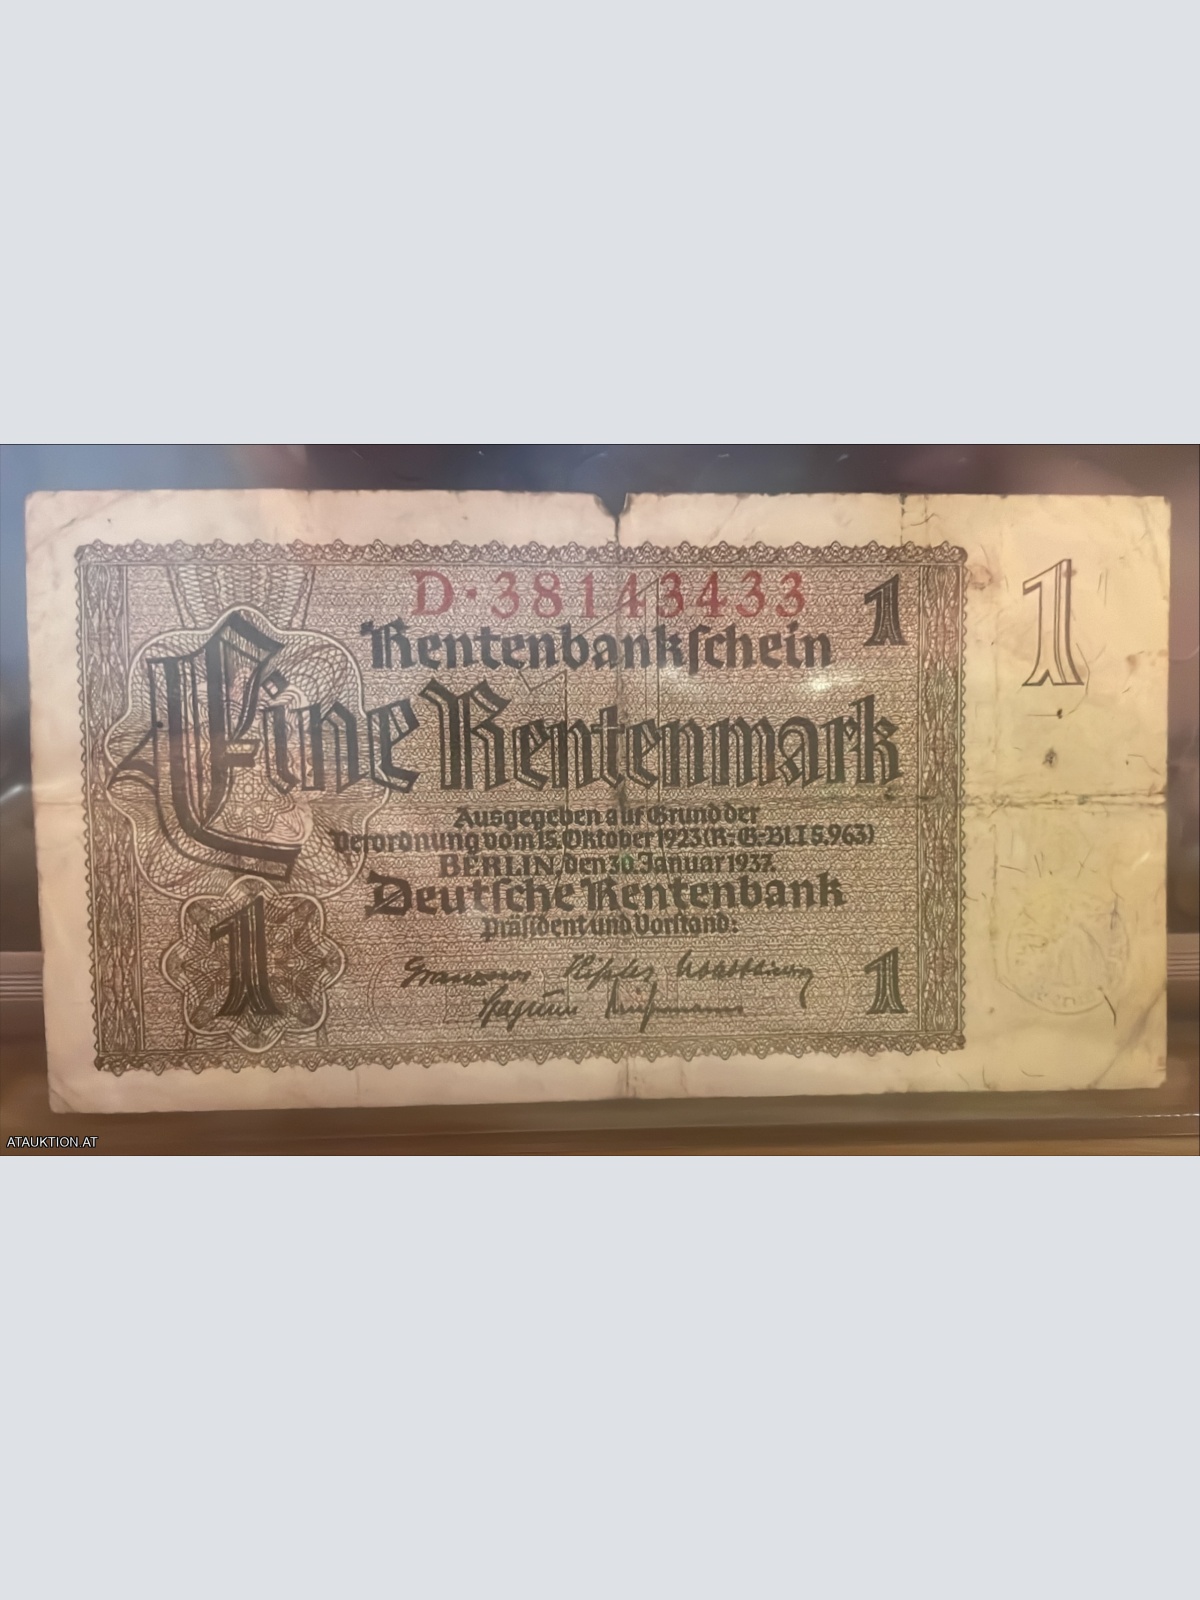 D·38143433
1
1
Rentenbankſchein
Eine Rentenmark
Ausgegeben auf Grund der
Verordnung vom 15. Oktober 1923 (R.-G.-Bl. I S. 963)
BERLIN, den 30. Januar 1937.
Deutſche Rentenbank
Präſident und Vorſtand:
1
1
ATAUKTION.AT